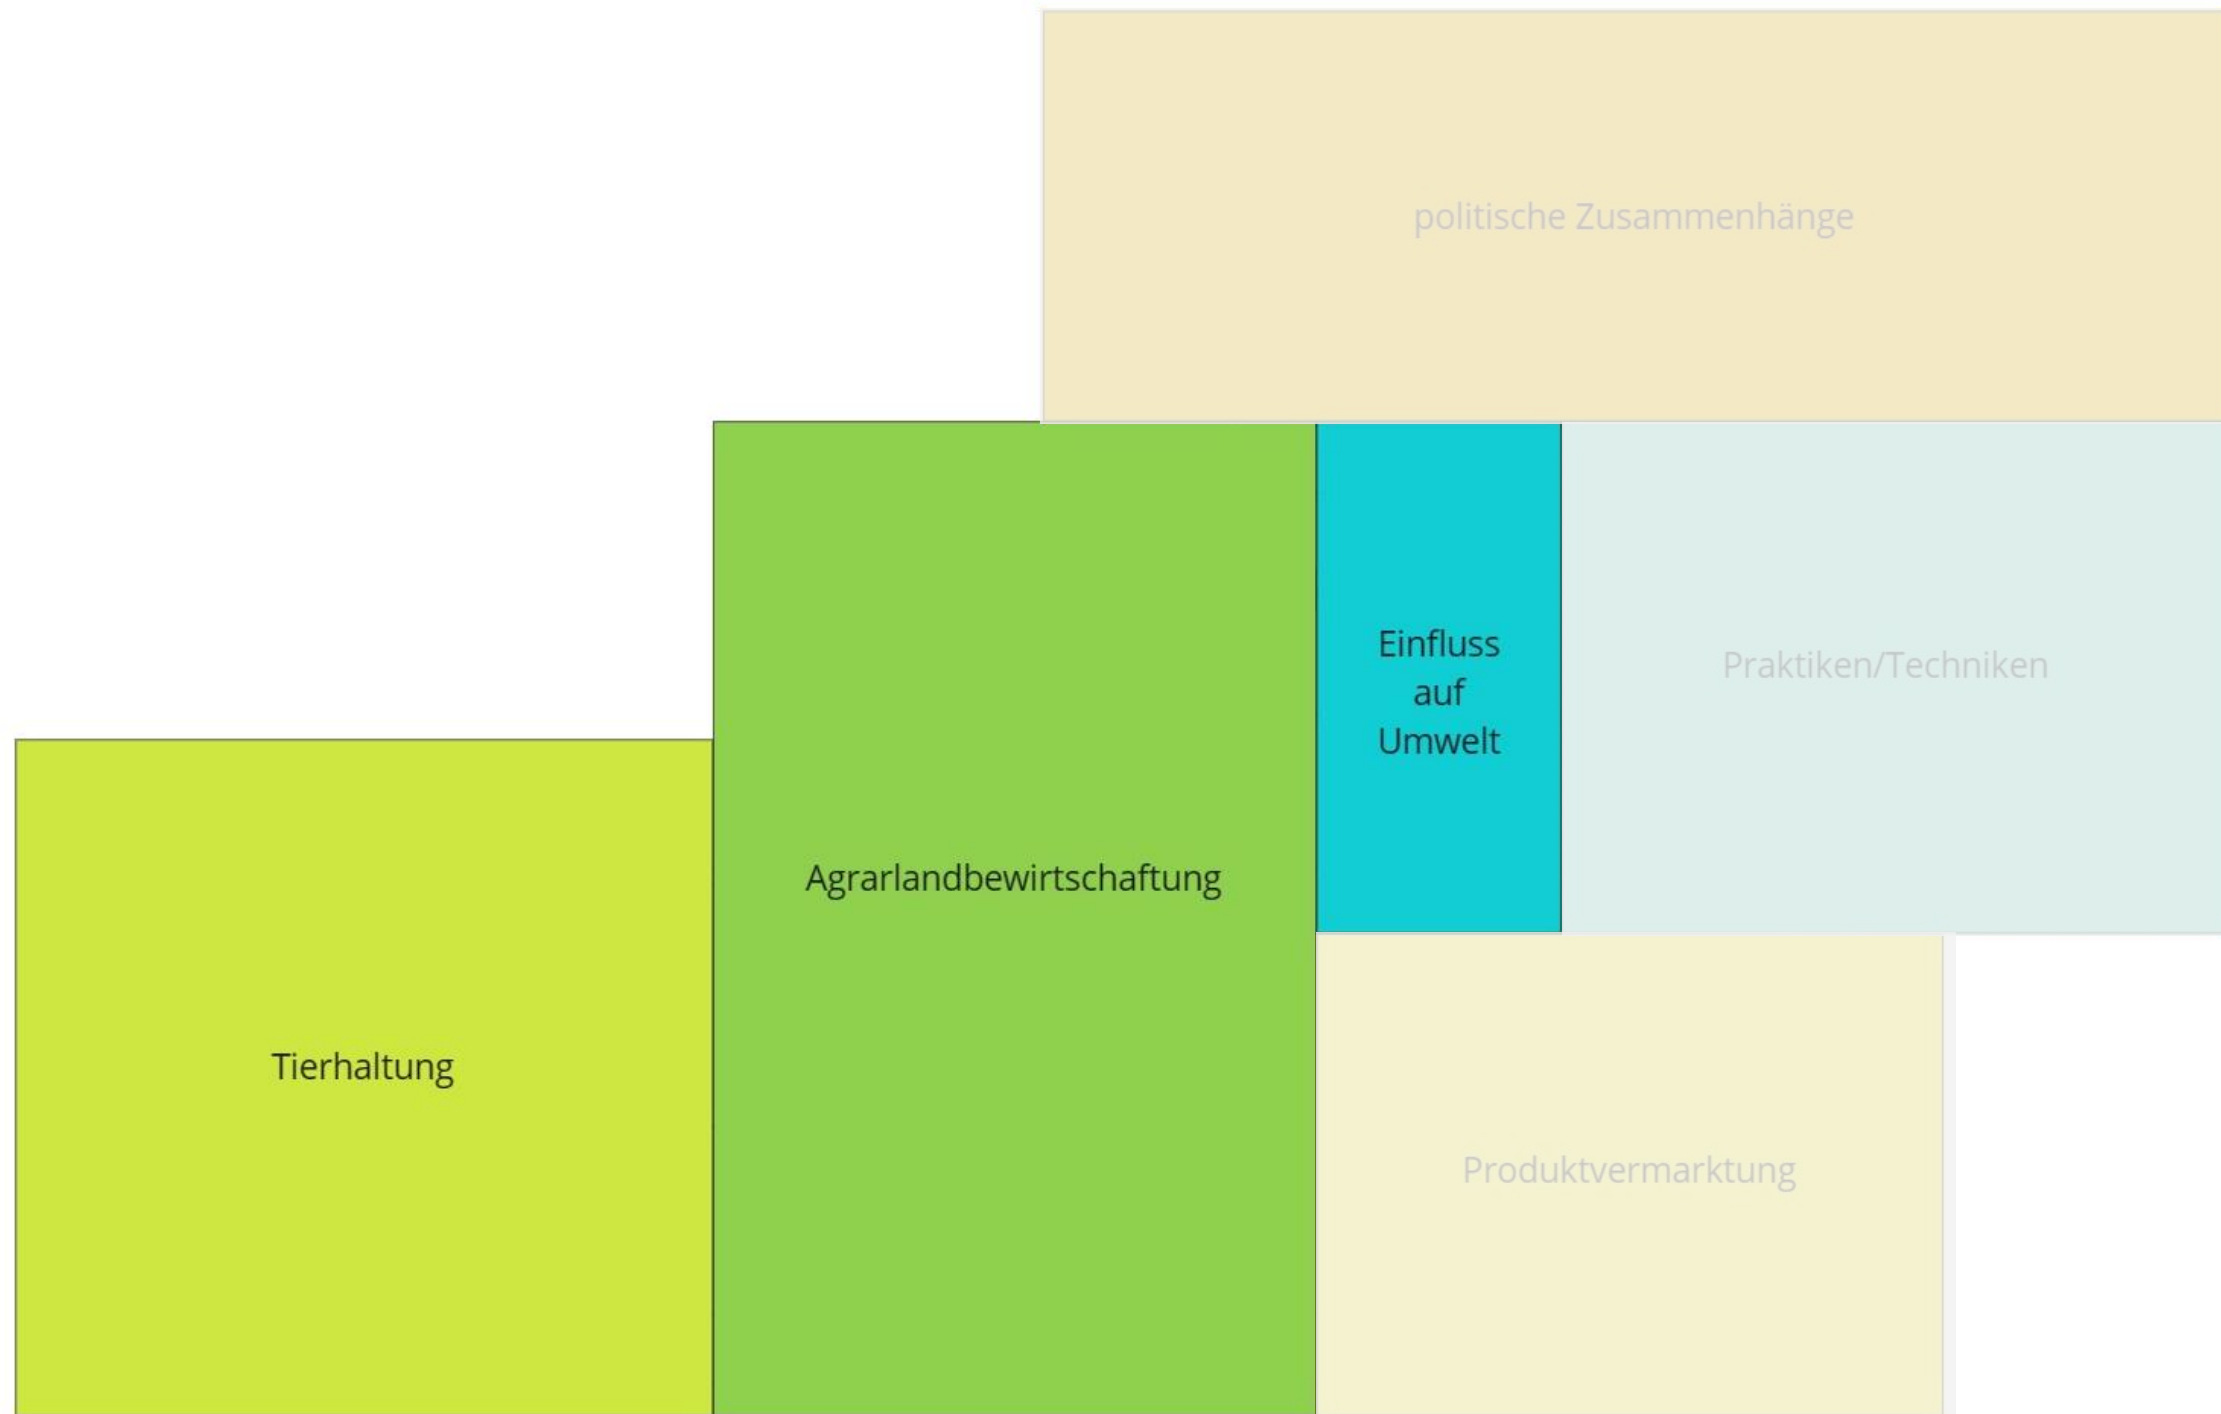 politische Zusammenhänge
Einfluss
auf
Umwelt
Praktiken/Techniken
Agrarlandbewirtschaftung
Tierhaltung
Produktvermarktung